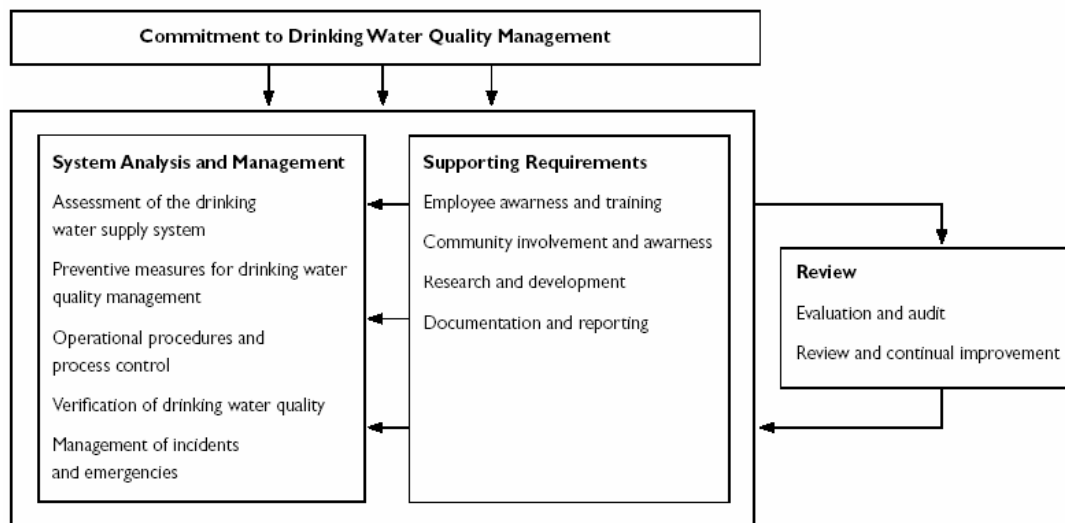 Commitment to Drinking Water Quality Management
System Analysis and Management
Assessment of the drinking
water supply system
Preventive measures for drinking water
quality management
Operational procedures and
process control
Verification of drinking water quality
Management of incidents
and emergencies
Supporting Requirements
Employee awarness and training
Community involvement and awarness
Research and development
Documentation and reporting
Review
Evaluation and audit
Review and continual improvement